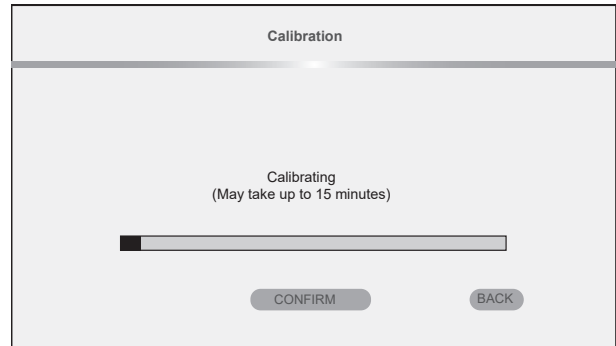 Calibration
Calibrating
(May take up to 15 minutes)
CONFIRM
BACK